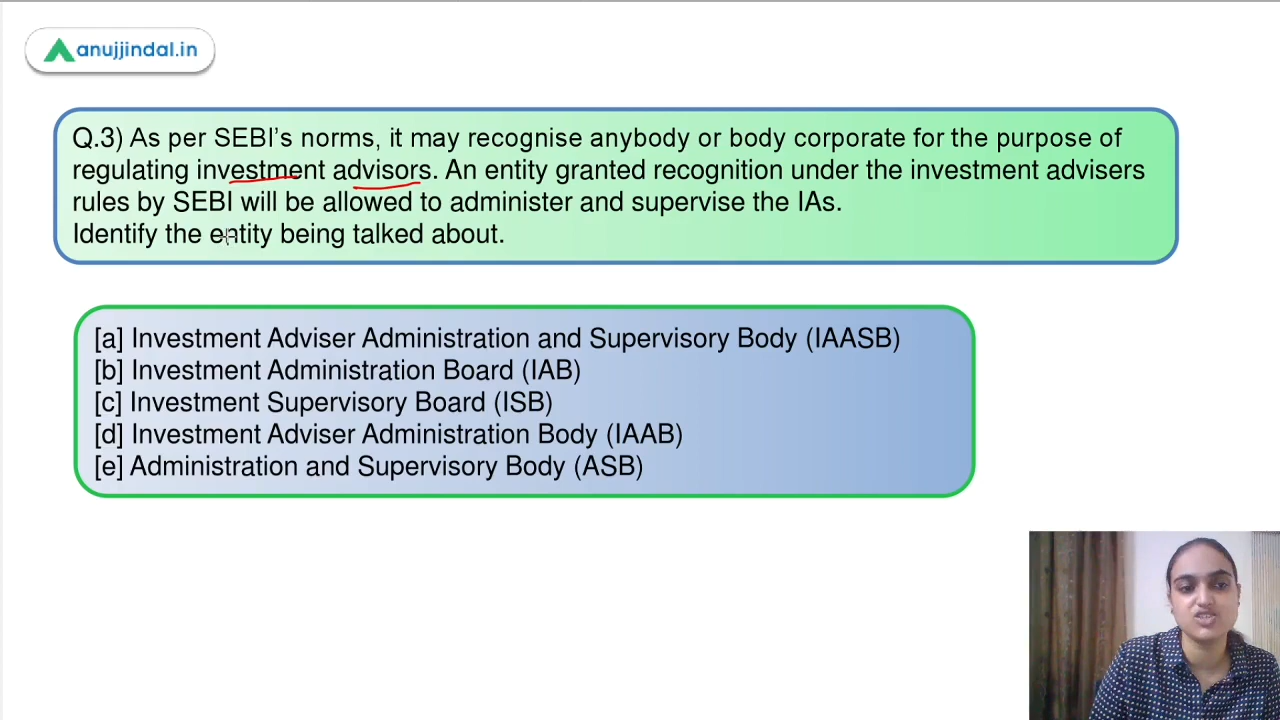 anujjindal.in
Q.3) As per SEBI's norms, it may recognise anybody or body corporate for the purpose of
regulating investment advisors. An entity granted recognition under the investment advisers
rules by SEBI will be allowed to administer and supervise the IAs.
Identify the entity being talked about.
[a] Investment Adviser Administration and Supervisory Body (IAASB)
[b] Investment Administration Board (IAB)
[c] Investment Supervisory Board (ISB)
[d] Investment Adviser Administration Body (IAAB)
[e] Administration and Supervisory Body (ASB)